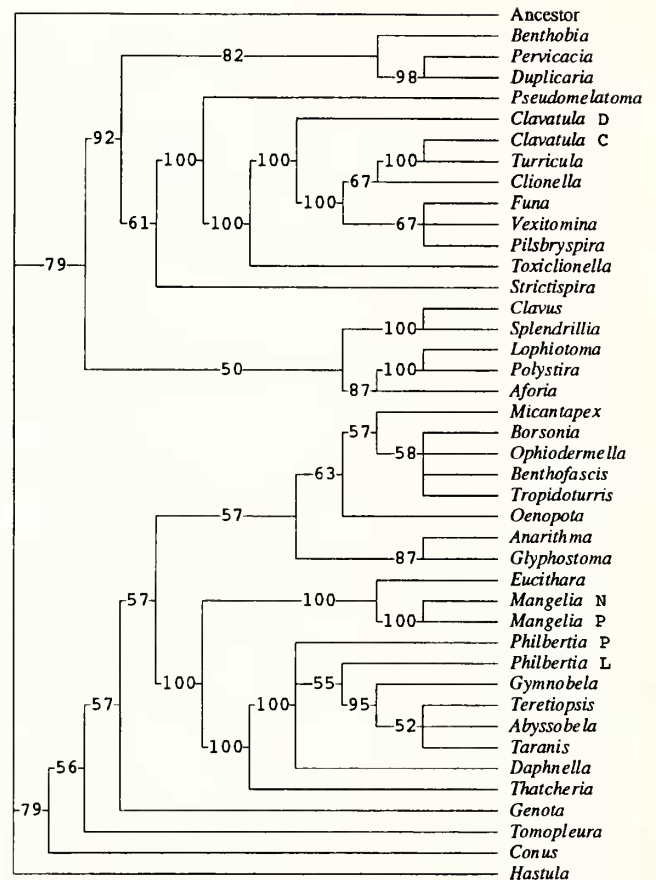 Ancestor
Benthobia
82
Pervicacia
98
Duplicaria
Pseudomelatoma
Clavatula D
92
Clavatula C
100
100
100
Turricula
67
Clionella
100
Funa
61
100
67
Vexitomina
Pilsbryspira
79
Toxiclionella
Strictispira
Clavus
100
Splendrillia
Lophiotoma
50
100
Polystira
87
Aforia
Micantapex
57
Borsonia
58
Ophiodermella
63
Benthofascis
Tropidoturris
57
Oenopota
Anarithma
87
Glyphostoma
Eucithara
57
100
Mangelia N
100
Mangelia P
Philbertia P
100
55
Philbertia L
57
100
95
Gymnobela
Teretiopsis
52
Abyssobela
100
Taranis
56
Daphnella
Thatcheria
79
Genota
Tomopleura
Conus
Hastula